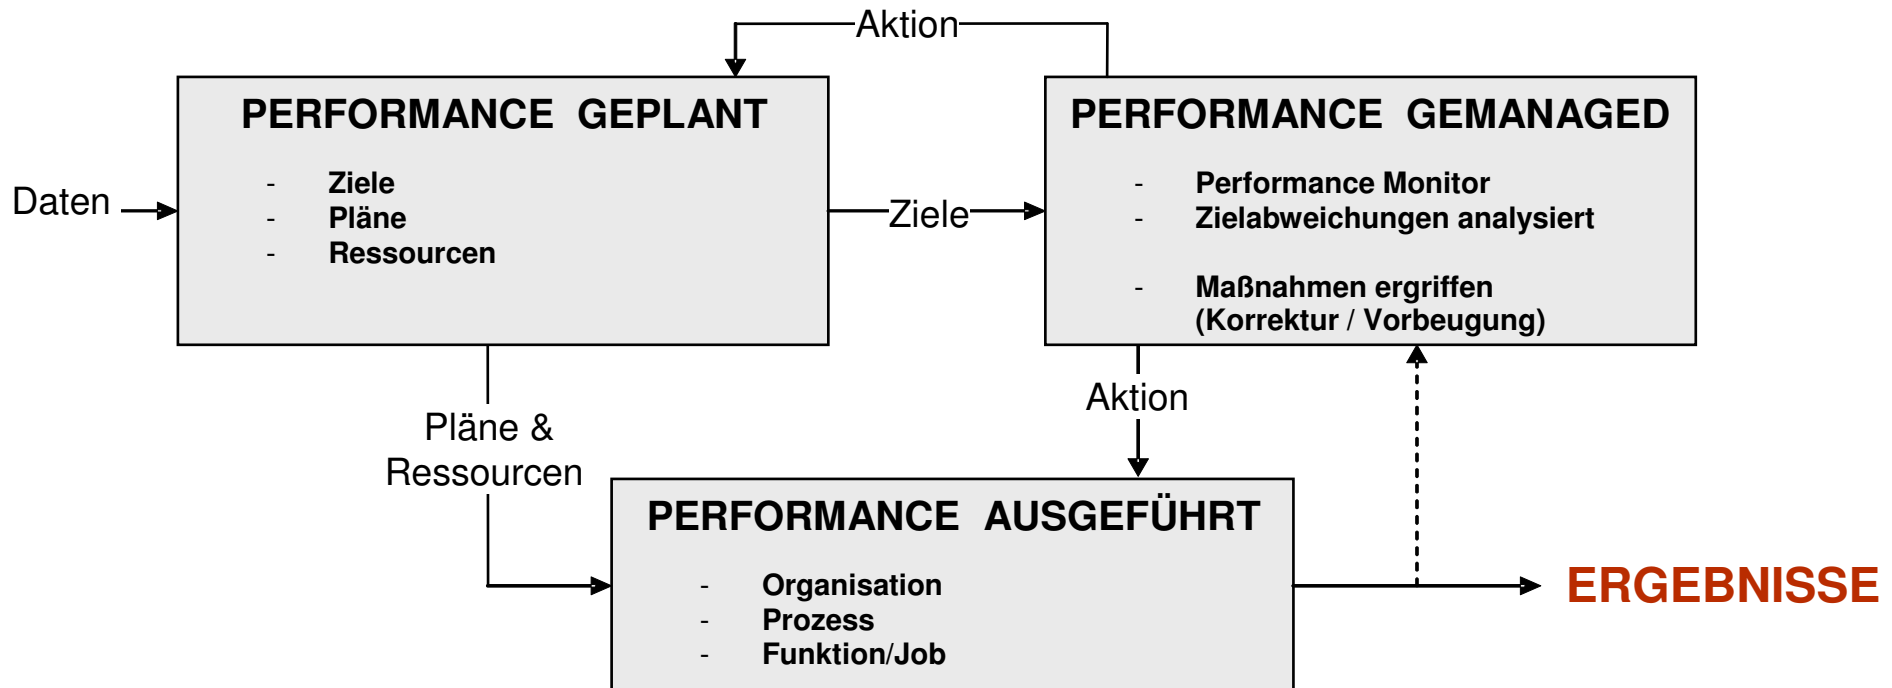 Aktion
PERFORMANCE GEPLANT
- Ziele
- Pläne
- Ressourcen
Daten
Ziele
PERFORMANCE GEMANAGED
- Performance Monitor
- Zielabweichungen analysiert
- Maßnahmen ergriffen
(Korrektur / Vorbeugung)
Pläne &
Ressourcen
Aktion
PERFORMANCE AUSGEFÜHRT
- Organisation
- Prozess
- Funktion/Job
ERGEBNISSE